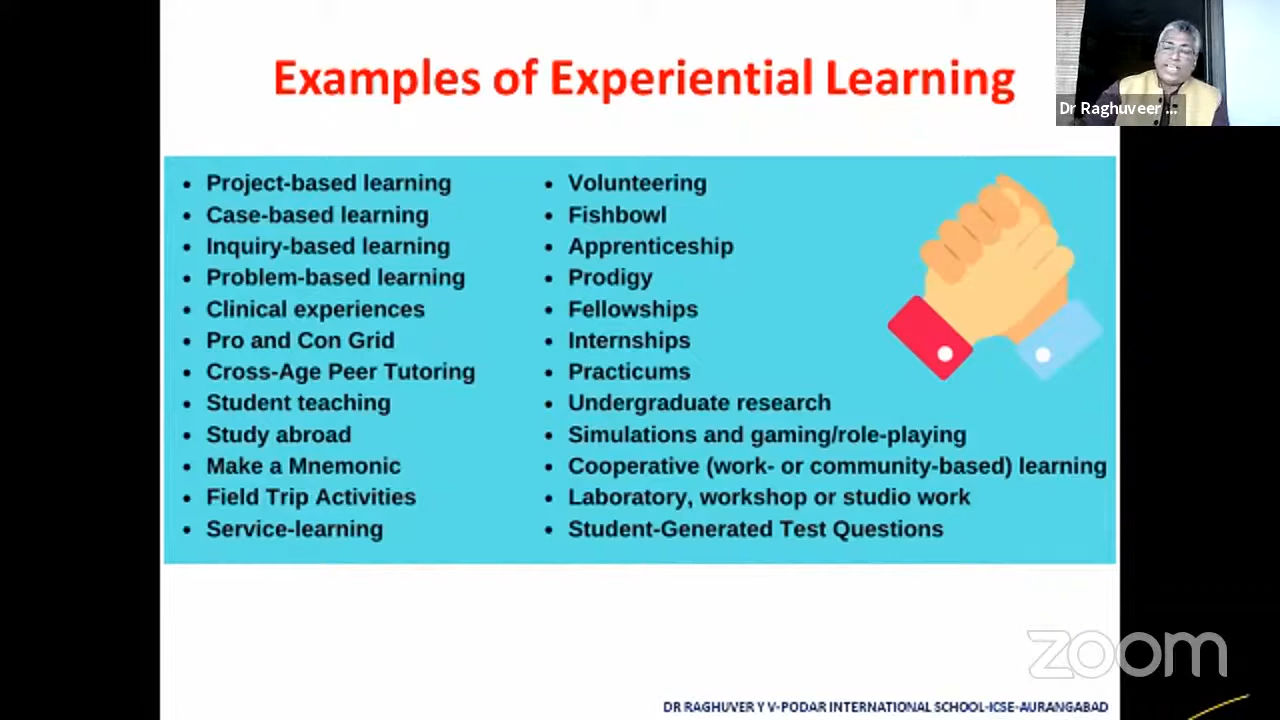 Examples of Experiential Learning
Dr Raghuveer ...
• Project-based learning
• Case-based learning
• Inquiry-based learning
• Problem-based learning
• Clinical experiences
• Pro and Con Grid
• Cross-Age Peer Tutoring
• Student teaching
• Study abroad
• Make a Mnemonic
• Field Trip Activities
• Service-learning
• Volunteering
• Fishbowl
• Apprenticeship
• Prodigy
• Fellowships
• Internships
• Practicums
• Undergraduate research
• Simulations and gaming/role-playing
• Cooperative (work- or community-based) learning
• Laboratory, workshop or studio work
• Student-Generated Test Questions
zoom
DR RAGHUVER Y V-PODAR INTERNATIONAL SCHOOL-ICSE-AURANGABAD